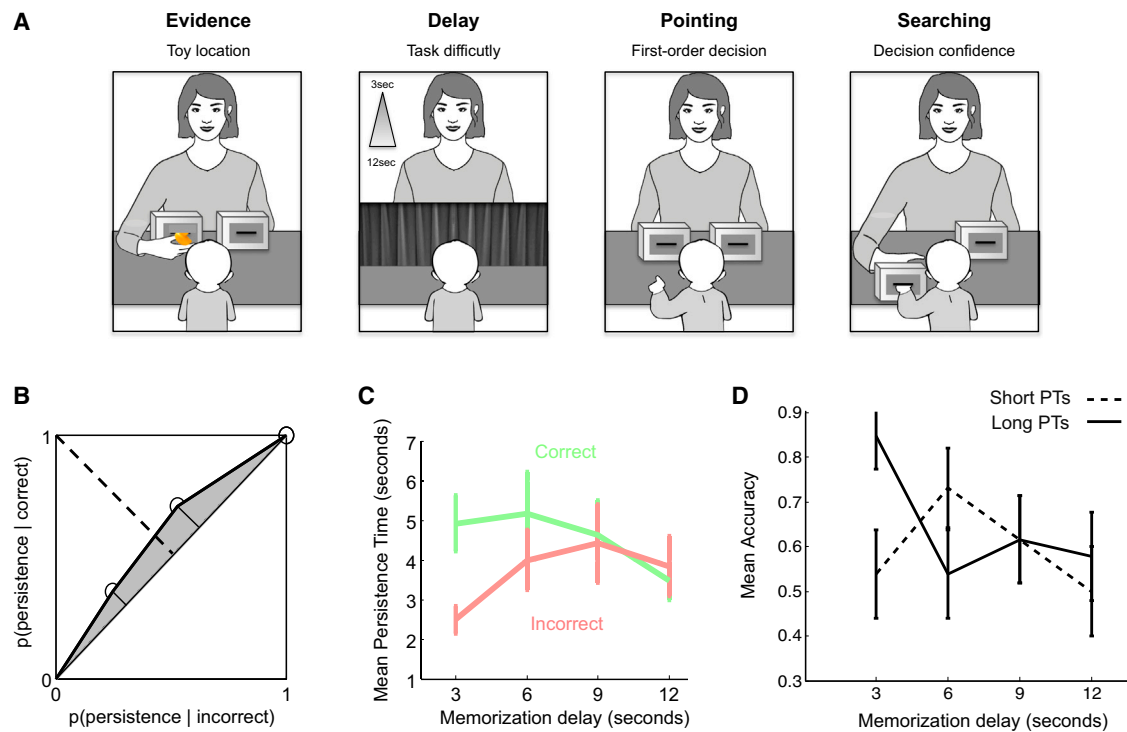 A
Evidence
Toy location
Delay
Task difficutly
Pointing
First-order decision
Searching
Decision confidence
3sec
12sec
B
p(persistence | correct)
1
0
0
1
p(persistence | incorrect)
C
Mean Persistence Time (seconds)
7
6
5
4
3
2
1
Correct
Incorrect
3 6 9 12
Memorization delay (seconds)
D
Short PTs
Long PTs
Mean Accuracy
0.9
0.8
0.7
0.6
0.5
0.4
0.3
3 6 9 12
Memorization delay (seconds)